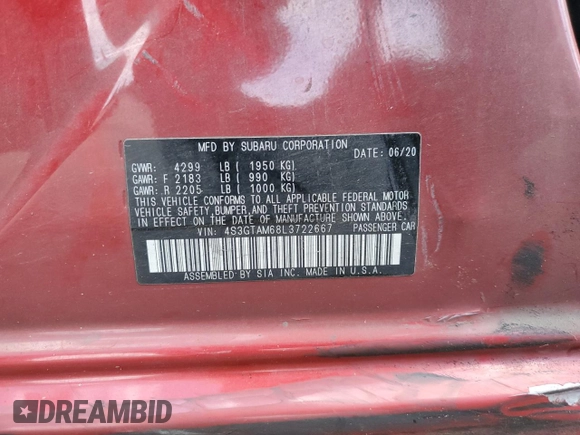 MFD BY SUBARU CORPORATION
DATE: 06/20
GVWR: 4299 LB ( 1950 KG)
GAWR: F 2183 LB ( 990 KG)
GAWR: R 2205 LB ( 1000 KG)
THIS VEHICLE CONFORMS TO ALL APPLICABLE FEDERAL MOTOR
VEHICLE SAFETY, BUMPER, AND THEFT PREVENTION STANDARDS
IN EFFECT ON THE DATE OF MANUFACTURE SHOWN ABOVE.
VIN: 4S3GTAM68L3722667 PASSENGER CAR
ASSEMBLED BY SIA INC. MADE IN U.S.A.
DREAMBID